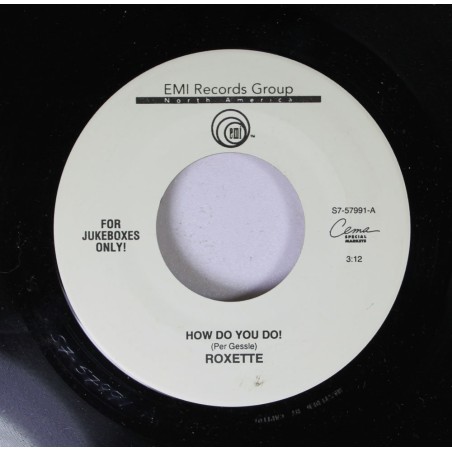 EMI Records Group
North America
emi ™
FOR
JUKEBOXES
ONLY!
S7-57991-A
Cema
SPECIAL
MARKETS
3:12
HOW DO YOU DO!
(Per Gessle)
ROXETTE